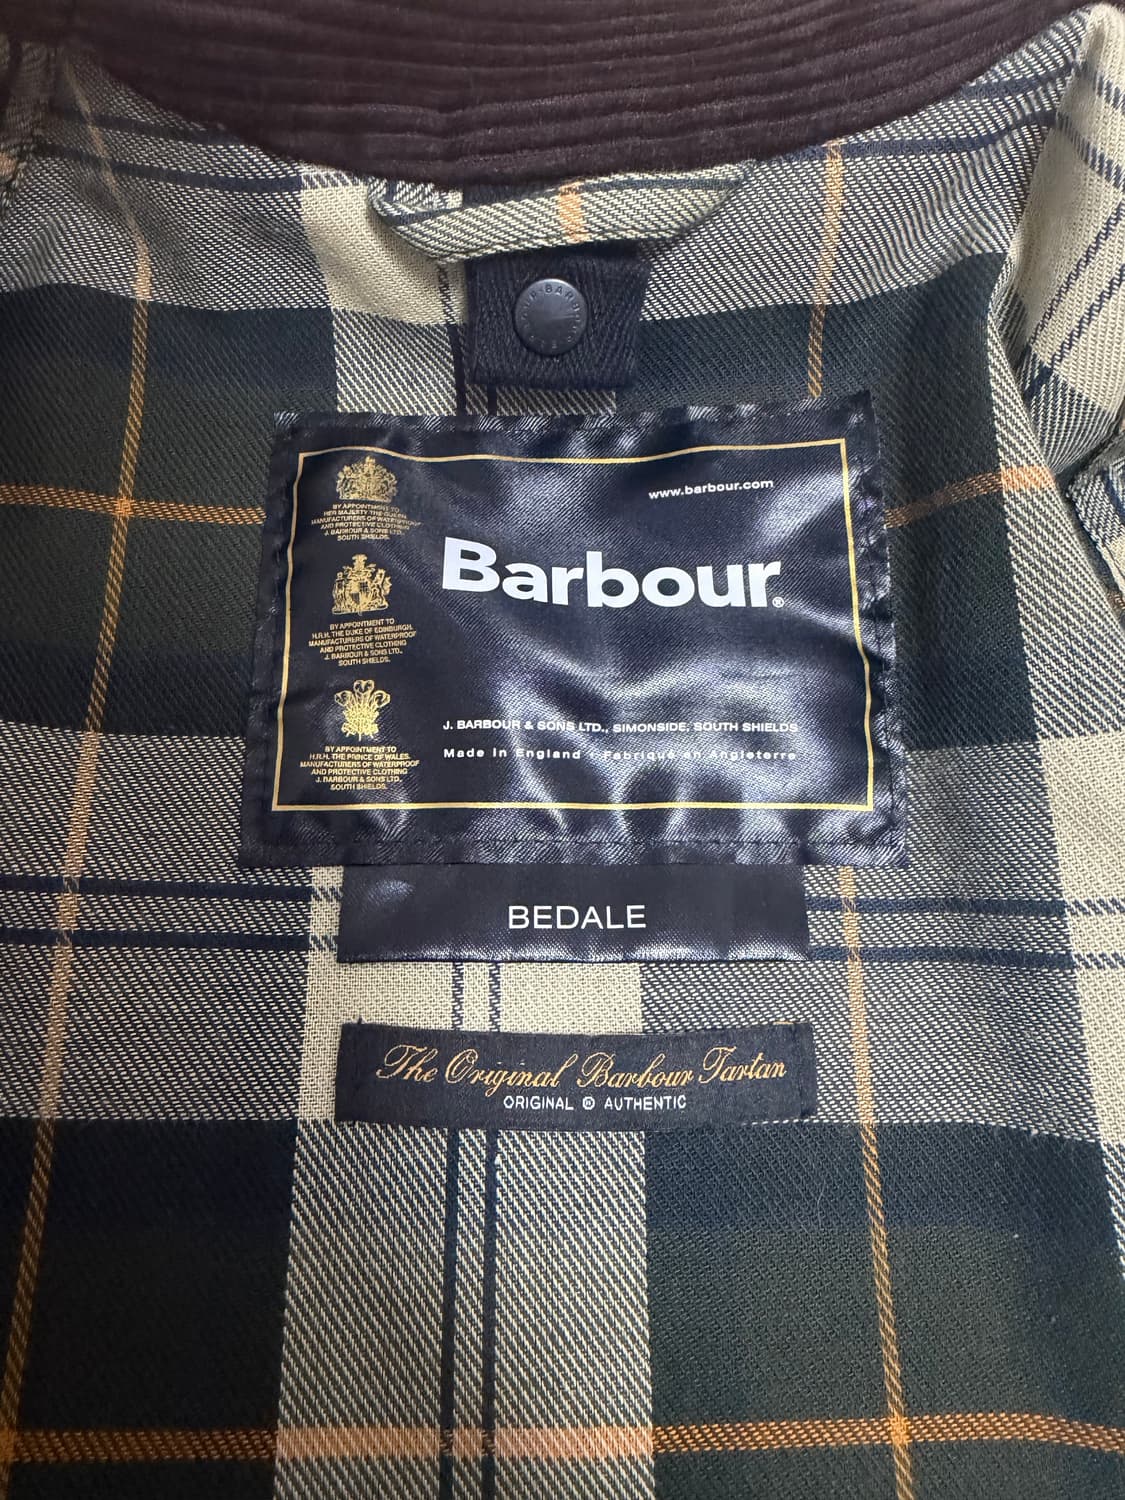 BARBOUR
www.barbour.com
BY APPOINTMENT TO
HER MAJESTY THE QUEEN
MANUFACTURERS OF WATERPROOF
AND PROTECTIVE CLOTHING
J. BARBOUR & SONS LTD.,
SOUTH SHIELDS.
Barbour®
BY APPOINTMENT TO
H.R.H. THE DUKE OF EDINBURGH.
MANUFACTURERS OF WATERPROOF
AND PROTECTIVE CLOTHING
J. BARBOUR & SONS LTD.,
SOUTH SHIELDS.
BY APPOINTMENT TO
H.R.H. THE PRINCE OF WALES.
MANUFACTURERS OF WATERPROOF
AND PROTECTIVE CLOTHING
J. BARBOUR & SONS LTD.,
SOUTH SHIELDS.
J. BARBOUR & SONS LTD., SIMONSIDE, SOUTH SHIELDS
Made in England - Fabriqué en Angleterre
BEDALE
The Original Barbour Tartan
ORIGINAL ® AUTHENTIC